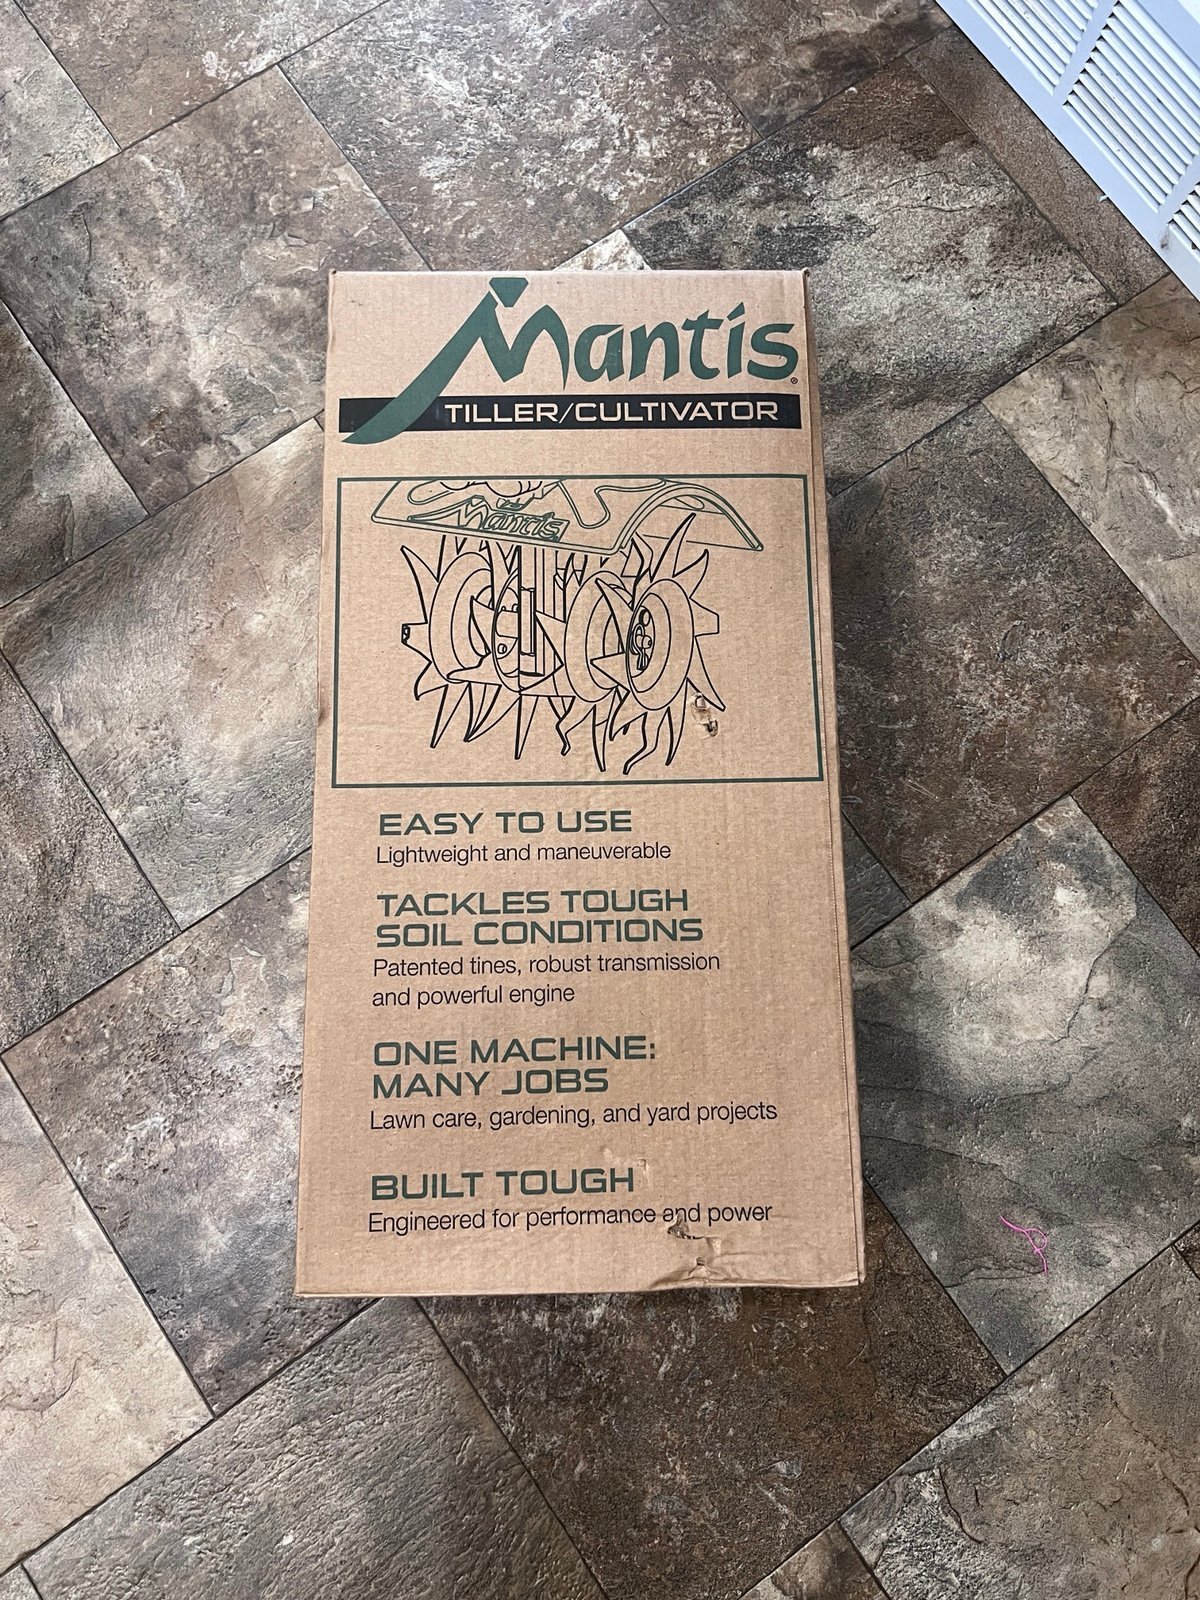 Mantis®
TILLER/CULTIVATOR
Mantis
EASY TO USE
Lightweight and maneuverable
TACKLES TOUGH
SOIL CONDITIONS
Patented tines, robust transmission
and powerful engine
ONE MACHINE:
MANY JOBS
Lawn care, gardening, and yard projects
BUILT TOUGH
Engineered for performance and power